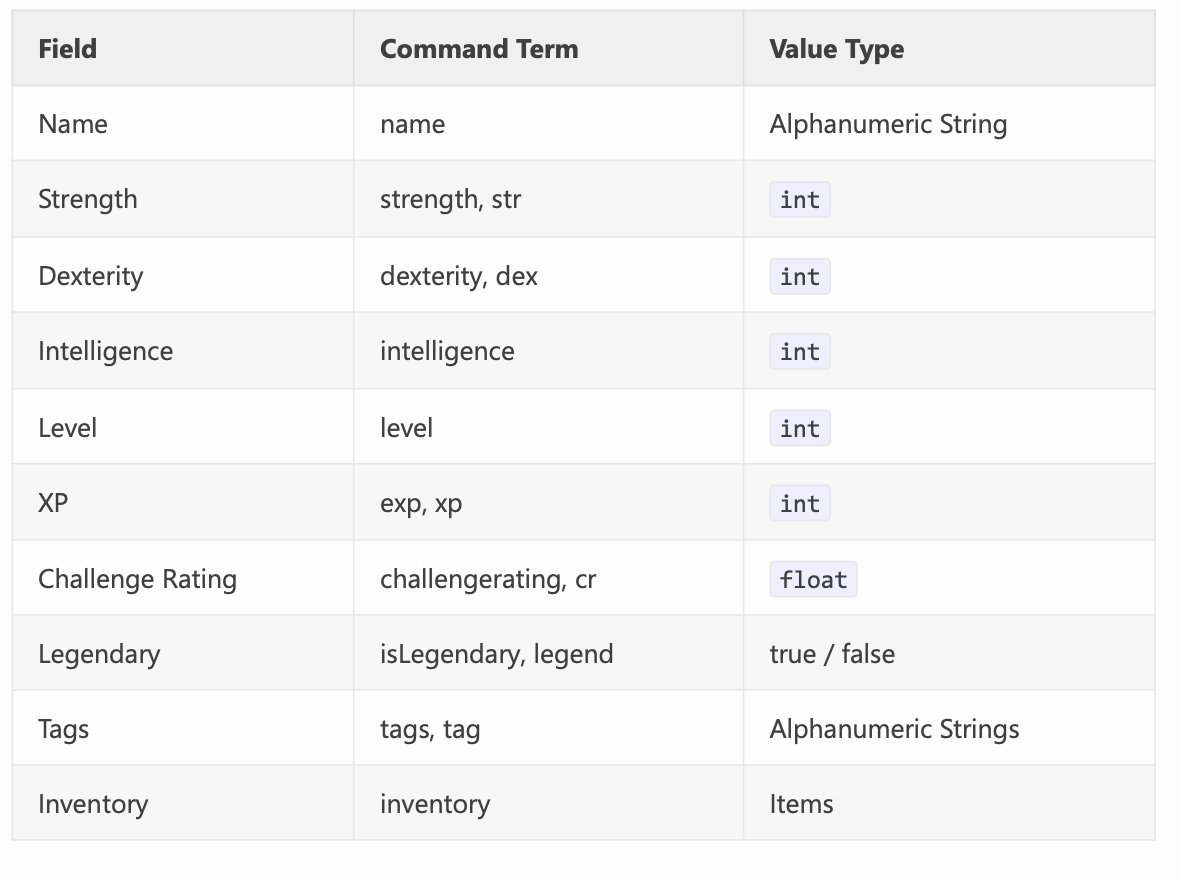 Field Command Term Value Type
Name name Alphanumeric String
Strength strength, str int
Dexterity dexterity, dex int
Intelligence intelligence int
Level level int
XP exp, xp int
Challenge Rating challengerating, cr float
Legendary isLegendary, legend true / false
Tags tags, tag Alphanumeric Strings
Inventory inventory Items